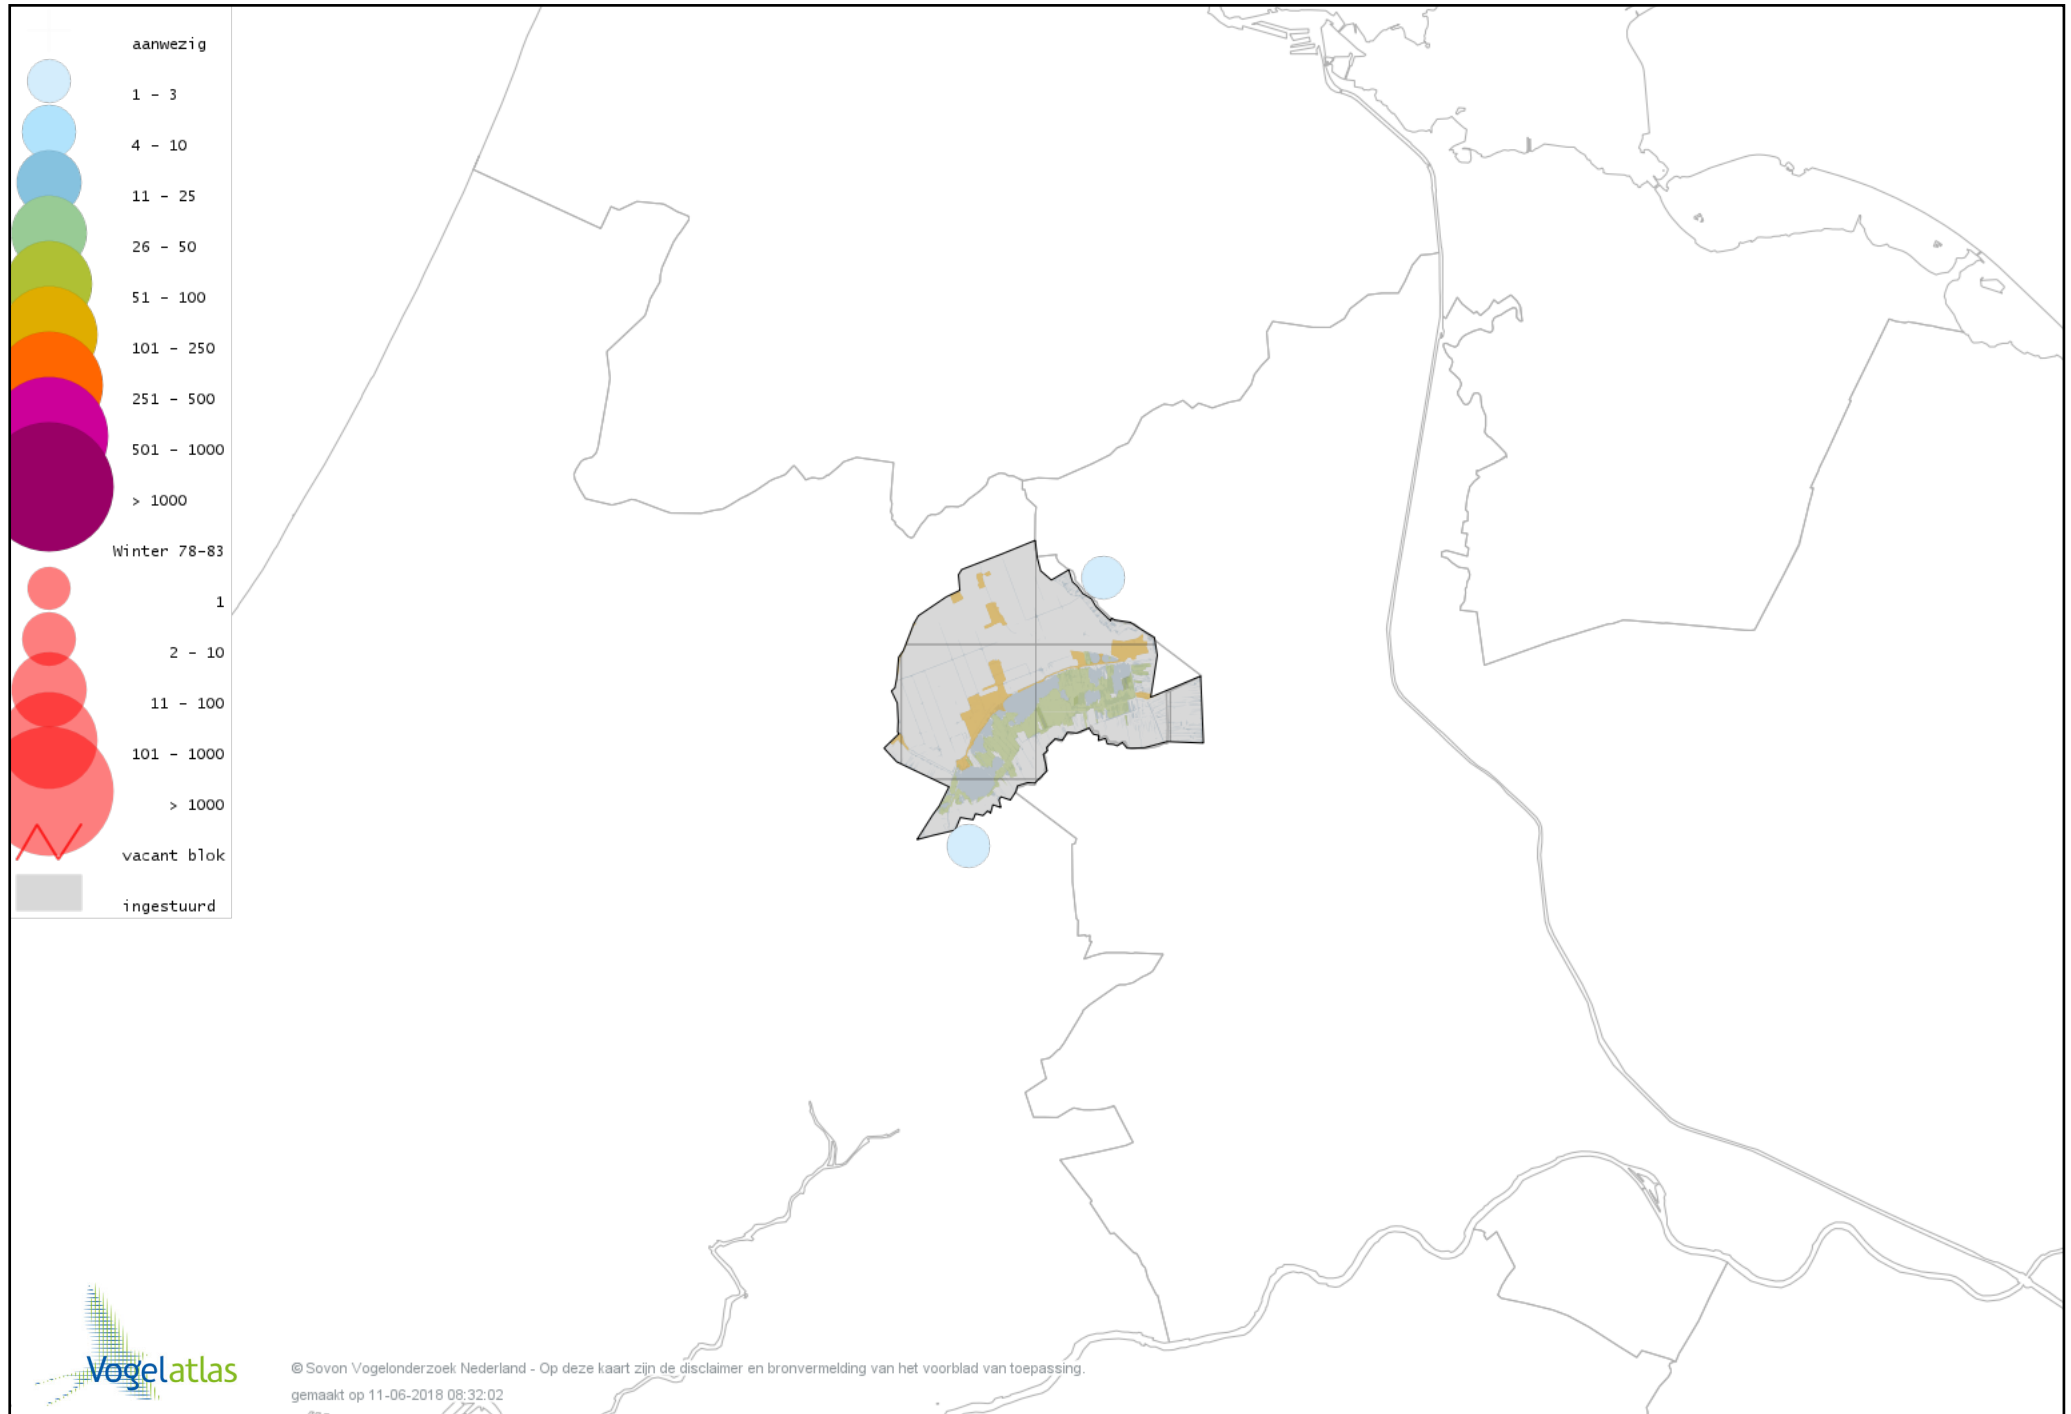 aanwezig
1 - 3
4 - 10
11 - 25
26 - 50
51 - 100
101 - 250
251 - 500
501 - 1000
> 1000
Winter 78-83
1
2 - 10
11 - 100
101 - 1000
> 1000
vacant blok
ingestuurd
Vogelatlas
© Sovon Vogelonderzoek Nederland - Op deze kaart zijn de disclaimer en bronvermelding van het voorblad van toepassing.
gemaakt op 11-06-2018 08:32:02